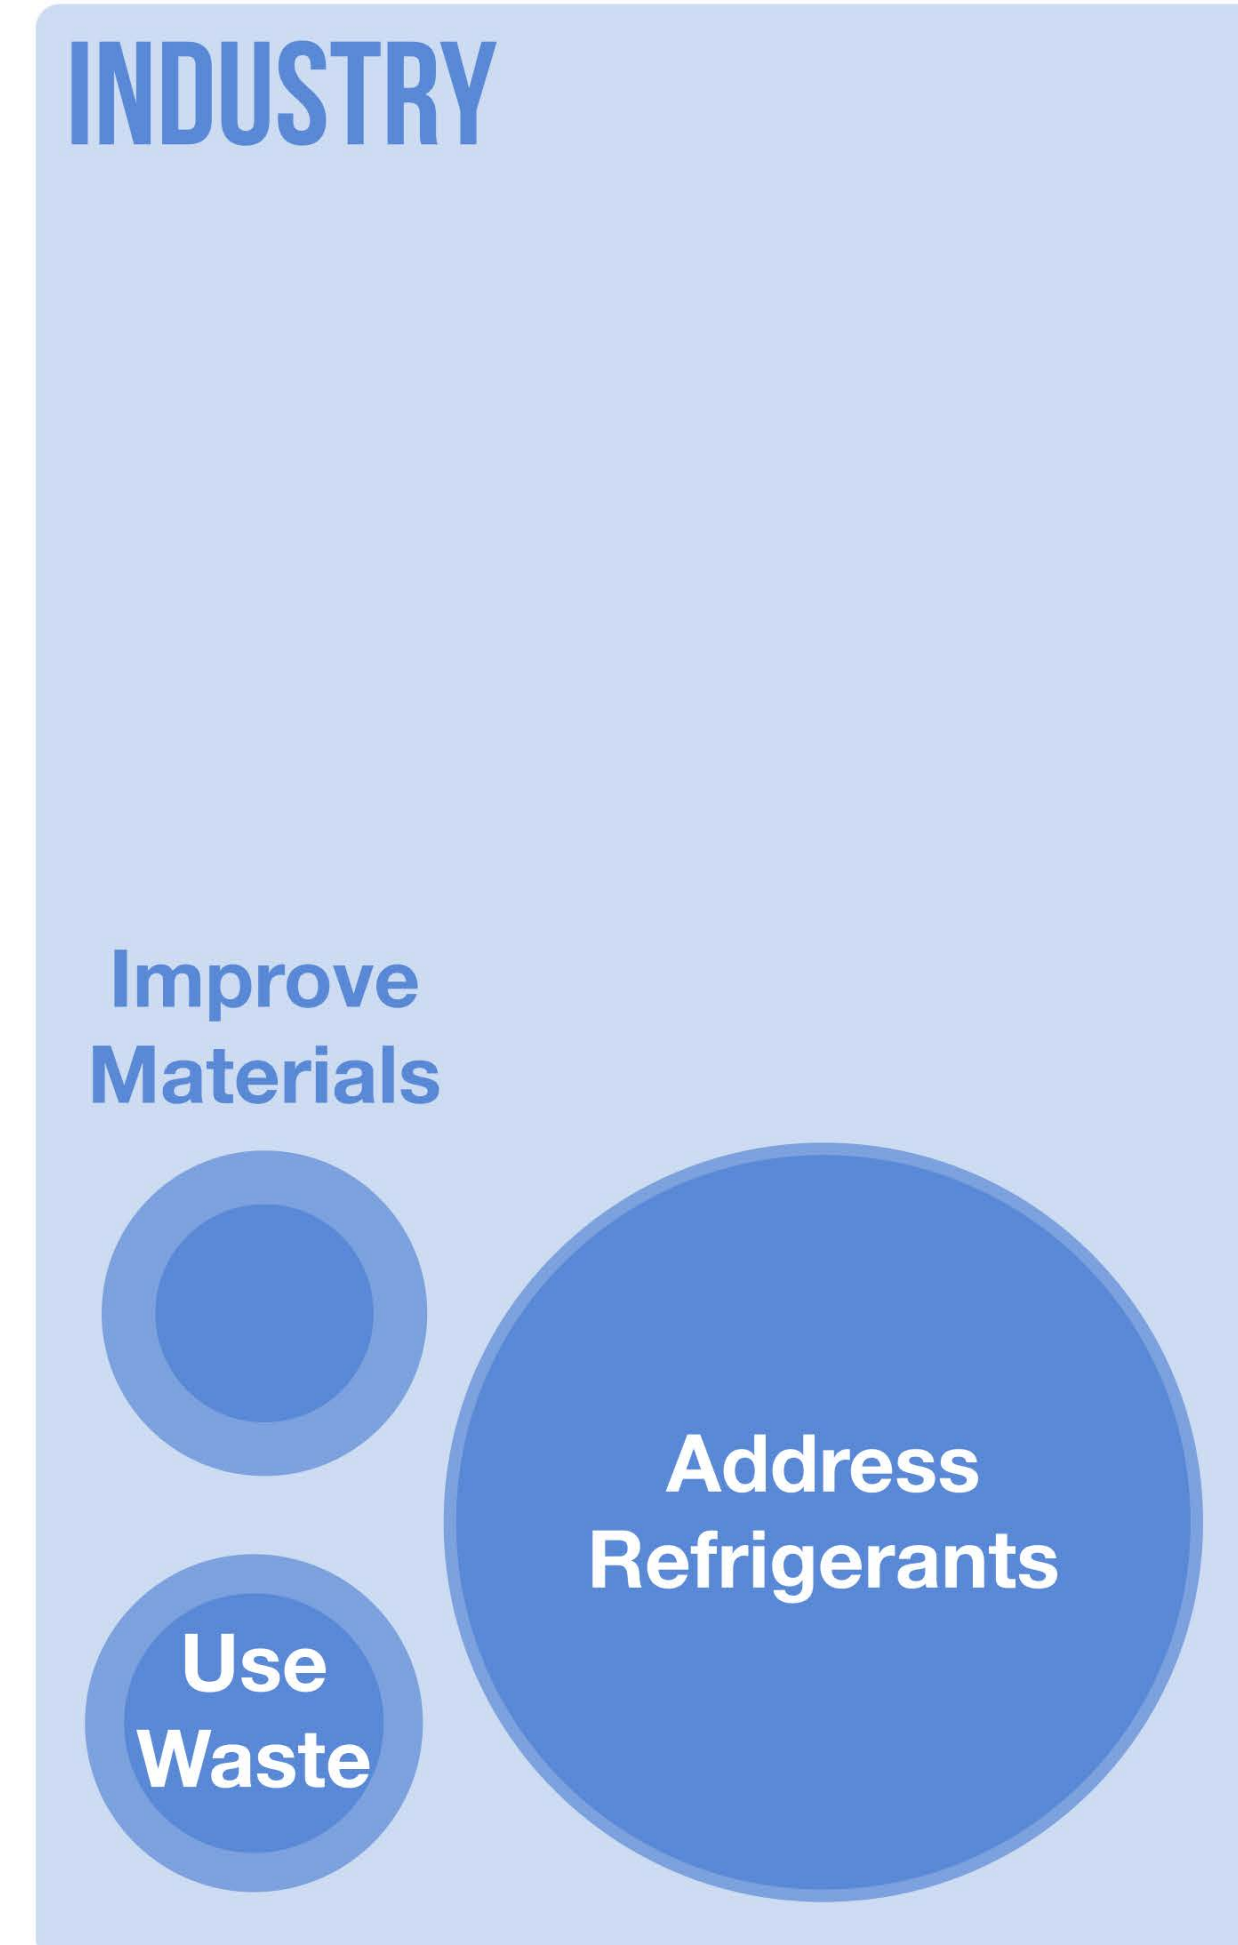 INDUSTRY
Improve
Materials
Address
Refrigerants
Use
Waste